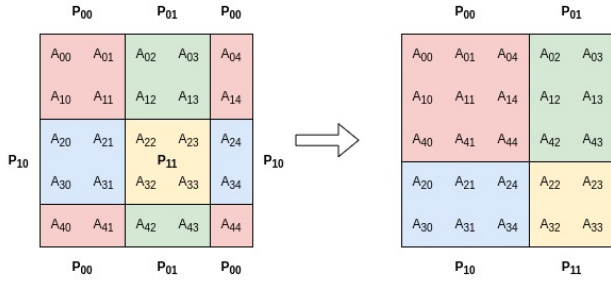 P00 P01 P00 P00 P01
A00 A01 A02 A03 A04 A00 A01 A04 A02 A03
A10 A11 A12 A13 A14 A10 A11 A14 A12 A13
A20 A21 A22 A23 A24 A40 A41 A44 A42 A43
P10 P11 P10
A30 A31 A32 A33 A34 A20 A21 A24 A22 A23
A40 A41 A42 A43 A44 A30 A31 A34 A32 A33
P00 P01 P00 P10 P11